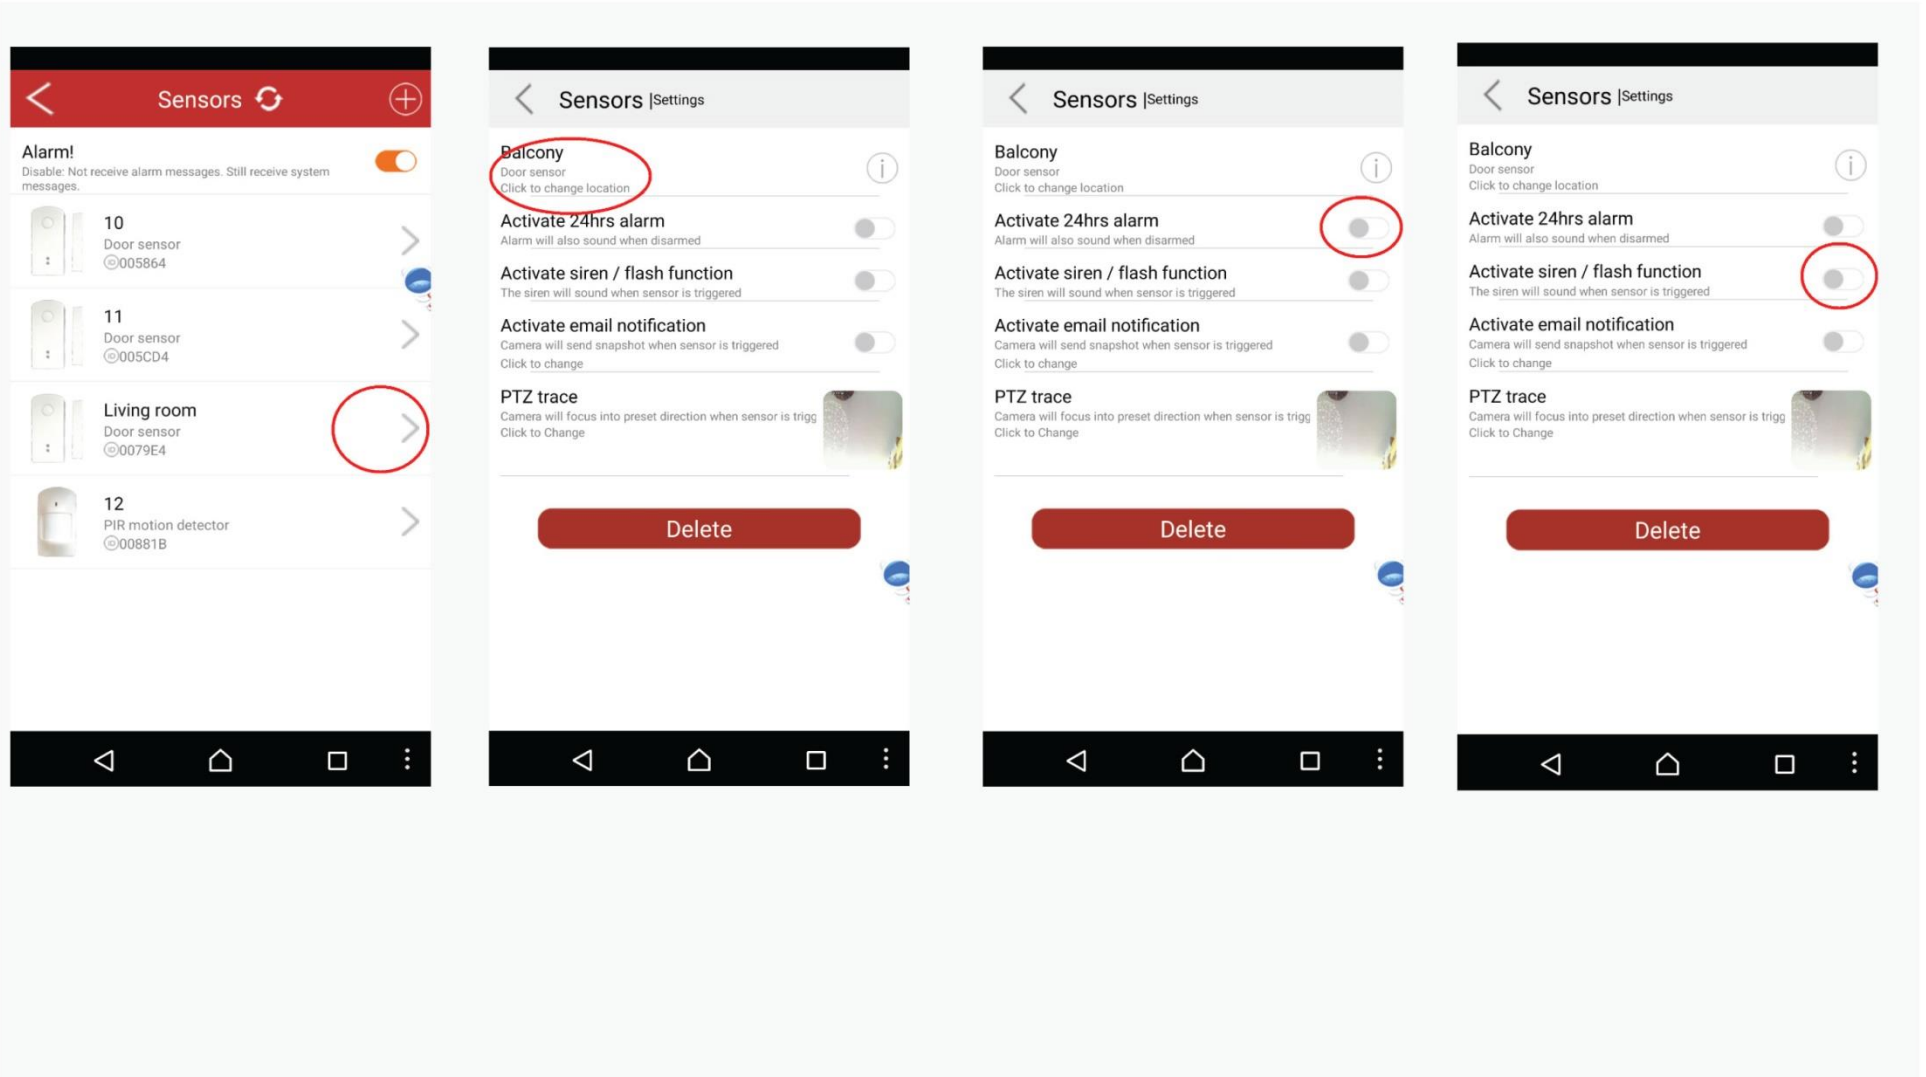 Sensors
Alarm!
Disable: Not receive alarm messages. Still receive system
messages.
10
Door sensor
ID005864
11
Door sensor
ID005CD4
Living room
Door sensor
ID0079E4
12
PIR motion detector
ID00881B
Sensors |Settings
Balcony
Door sensor
Click to change location
Activate 24hrs alarm
Alarm will also sound when disarmed
Activate siren / flash function
The siren will sound when sensor is triggered
Activate email notification
Camera will send snapshot when sensor is triggered
Click to change
PTZ trace
Camera will focus into preset direction when sensor is trigg
Click to Change
Delete
Sensors |Settings
Balcony
Door sensor
Click to change location
Activate 24hrs alarm
Alarm will also sound when disarmed
Activate siren / flash function
The siren will sound when sensor is triggered
Activate email notification
Camera will send snapshot when sensor is triggered
Click to change
PTZ trace
Camera will focus into preset direction when sensor is trigg
Click to Change
Delete
Sensors |Settings
Balcony
Door sensor
Click to change location
Activate 24hrs alarm
Alarm will also sound when disarmed
Activate siren / flash function
The siren will sound when sensor is triggered
Activate email notification
Camera will send snapshot when sensor is triggered
Click to change
PTZ trace
Camera will focus into preset direction when sensor is trigg
Click to Change
Delete